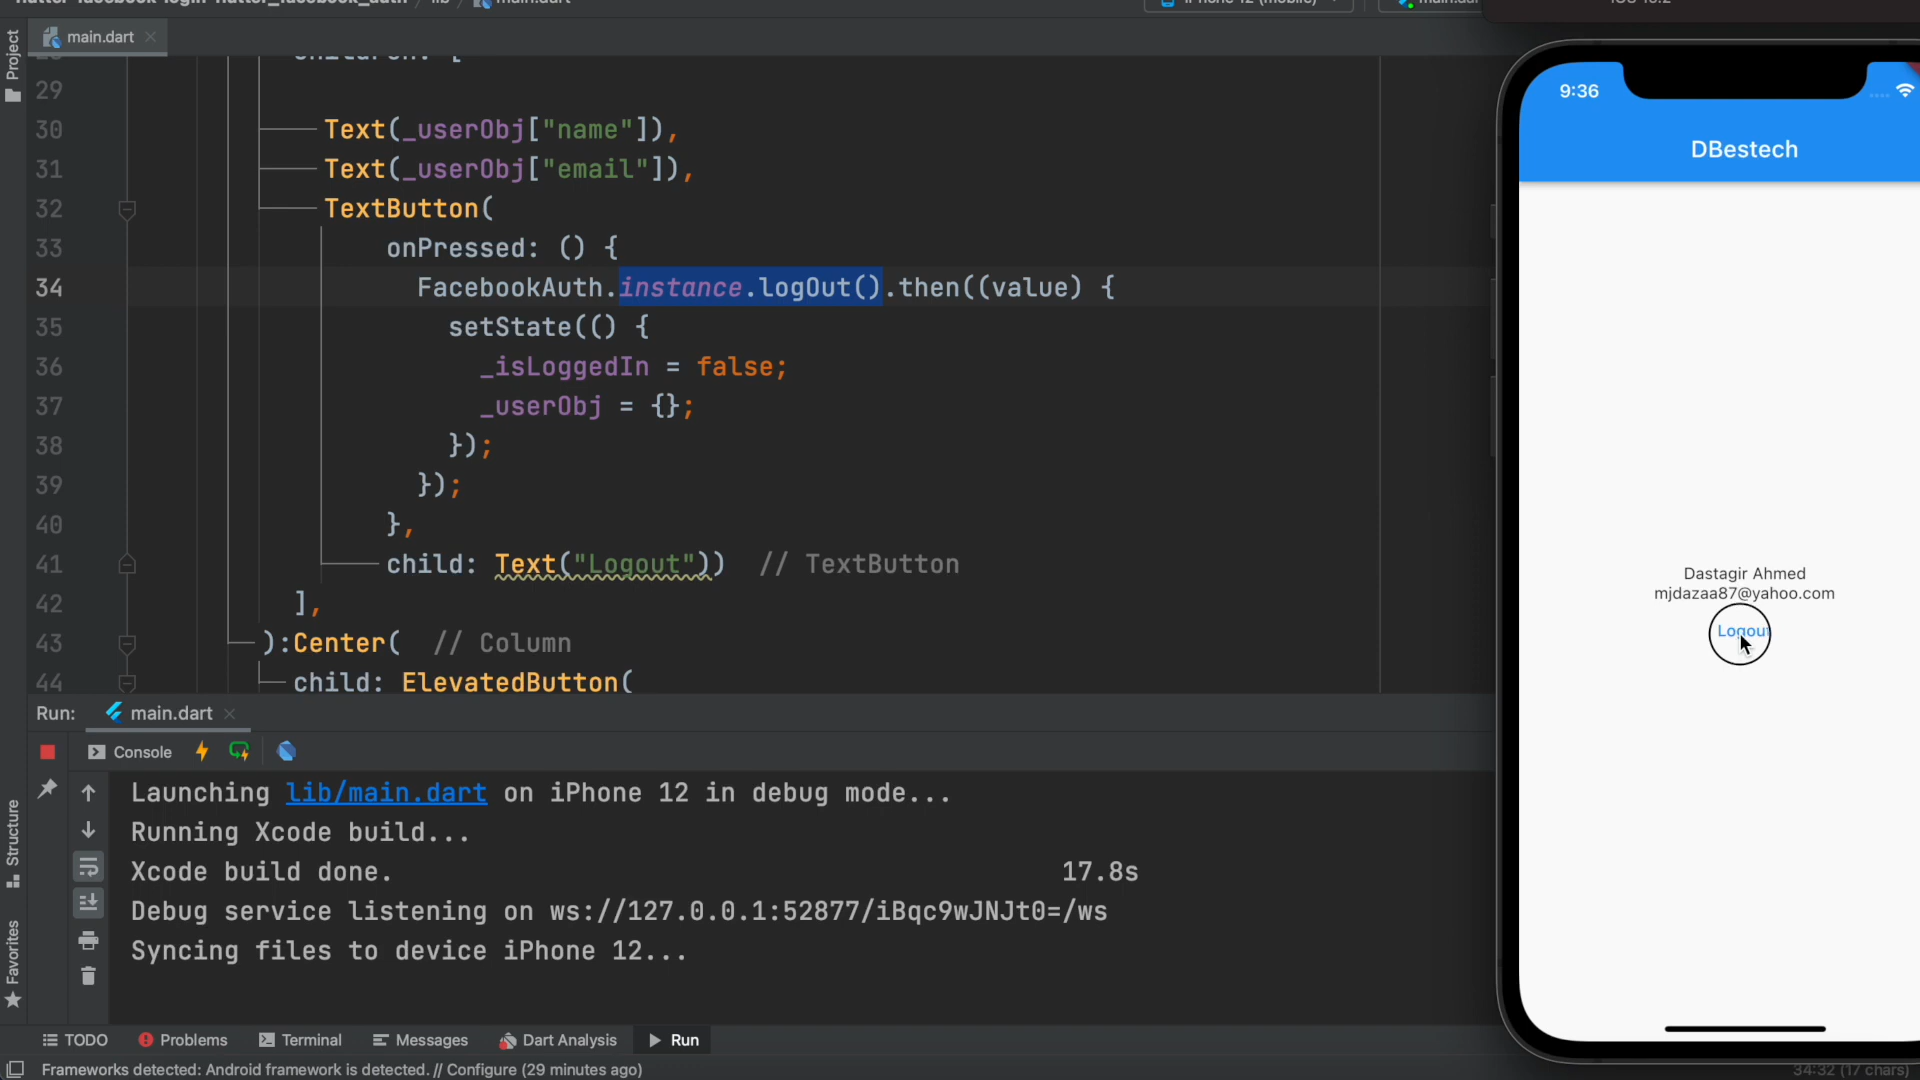 main.dart
Project
29
30 Text(_userObj["name"]),
31 Text(_userObj["email"]),
32 TextButton(
33 onPressed: () {
34 FacebookAuth.instance.logOut().then((value) {
35 setState(() {
36 _isLoggedIn = false;
37 _userObj = {};
38 });
39 });
40 },
41 child: Text("Logout")) // TextButton
42 ],
43 ):Center( // Column
44 child: ElevatedButton(
Run: main.dart
Console
Launching lib/main.dart on iPhone 12 in debug mode...
Running Xcode build...
Xcode build done. 17.8s
Debug service listening on ws://127.0.0.1:52877/iBqc9wJNJt0=/ws
Syncing files to device iPhone 12...
Structure
Favorites
TODO Problems Terminal Messages Dart Analysis Run
Frameworks detected: Android framework is detected. // Configure (29 minutes ago)
34:32 (17 chars)
9:36
DBestech
Dastagir Ahmed
mjdazaa87@yahoo.com
Logout